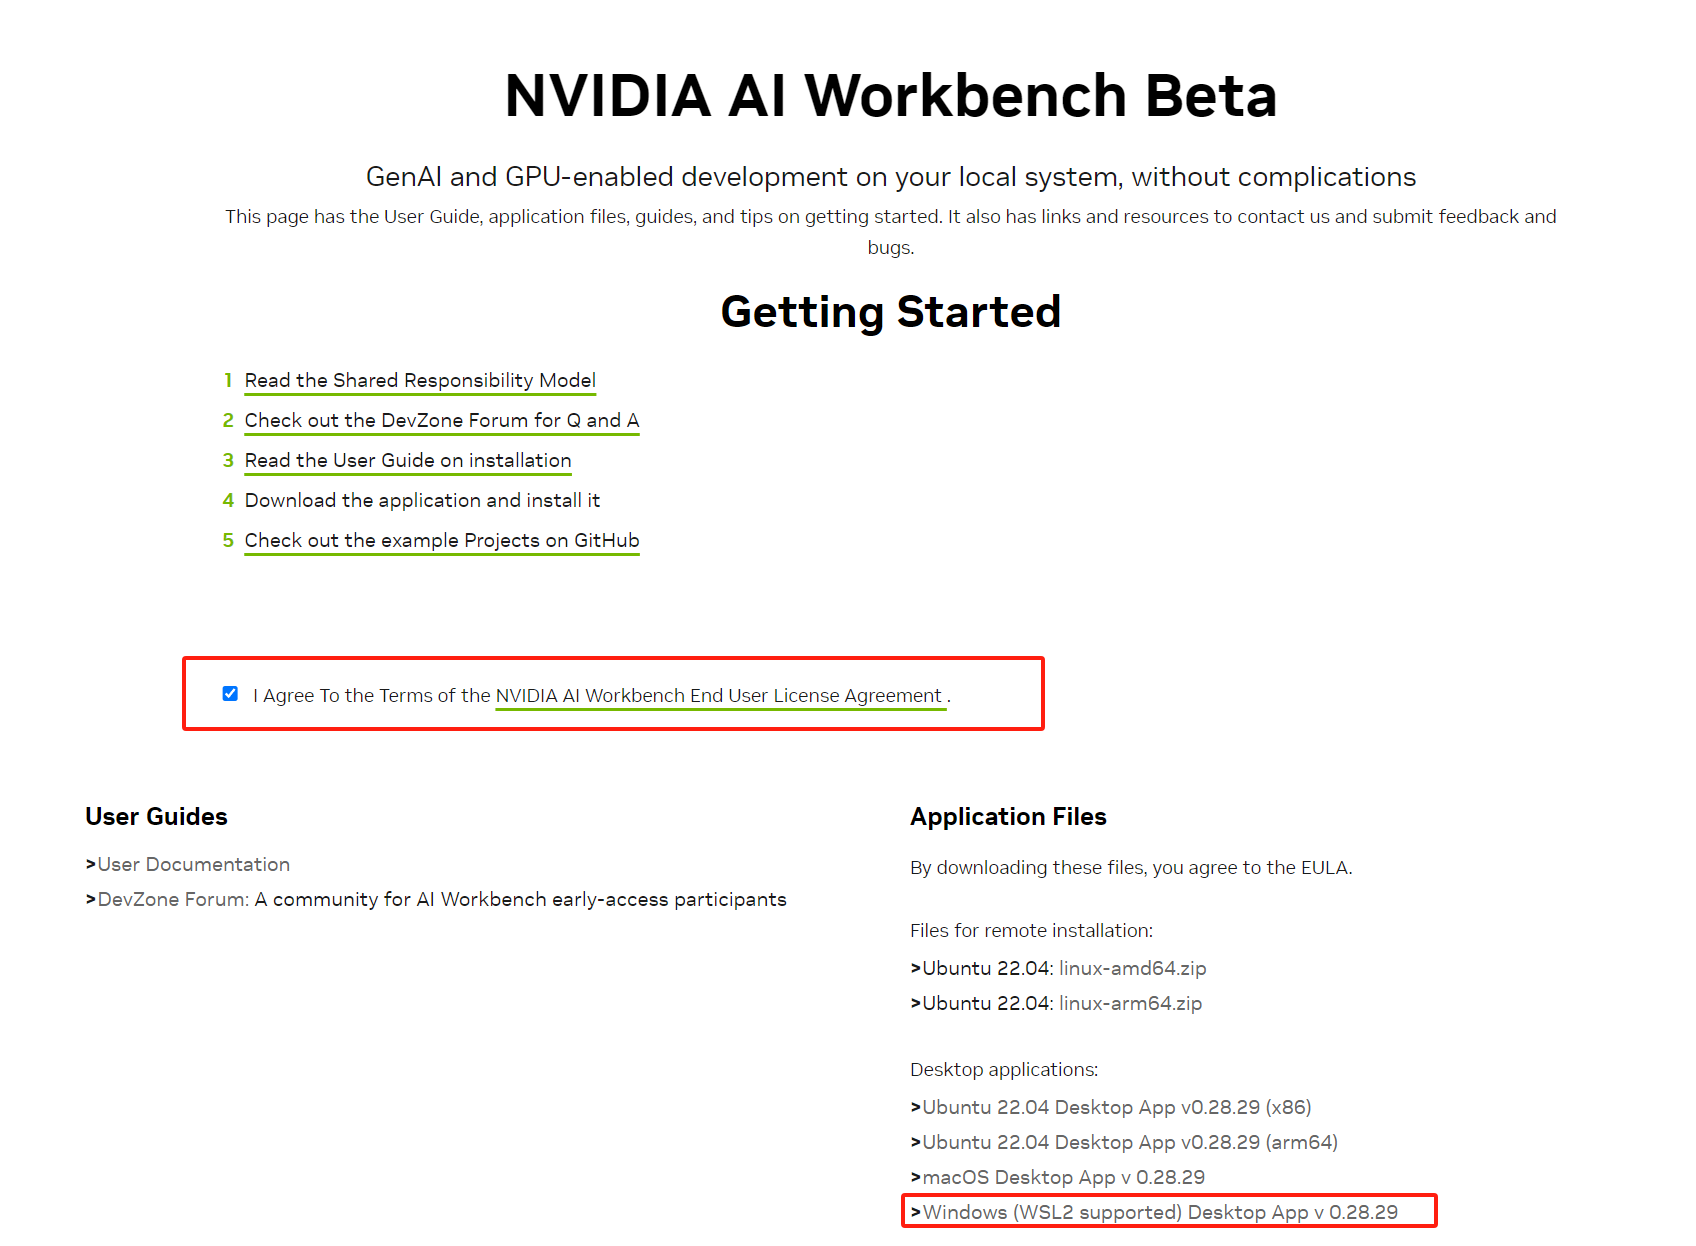 NVIDIA AI Workbench Beta
GenAI and GPU-enabled development on your local system, without complications
This page has the User Guide, application files, guides, and tips on getting started. It also has links and resources to contact us and submit feedback and
bugs.
Getting Started
1 Read the Shared Responsibility Model
2 Check out the DevZone Forum for Q and A
3 Read the User Guide on installation
4 Download the application and install it
5 Check out the example Projects on GitHub
I Agree To the Terms of the NVIDIA AI Workbench End User License Agreement .
User Guides
>User Documentation
>DevZone Forum: A community for AI Workbench early-access participants
Application Files
By downloading these files, you agree to the EULA.
Files for remote installation:
>Ubuntu 22.04: linux-amd64.zip
>Ubuntu 22.04: linux-arm64.zip
Desktop applications:
>Ubuntu 22.04 Desktop App v0.28.29 (x86)
>Ubuntu 22.04 Desktop App v0.28.29 (arm64)
>macOS Desktop App v 0.28.29
>Windows (WSL2 supported) Desktop App v 0.28.29